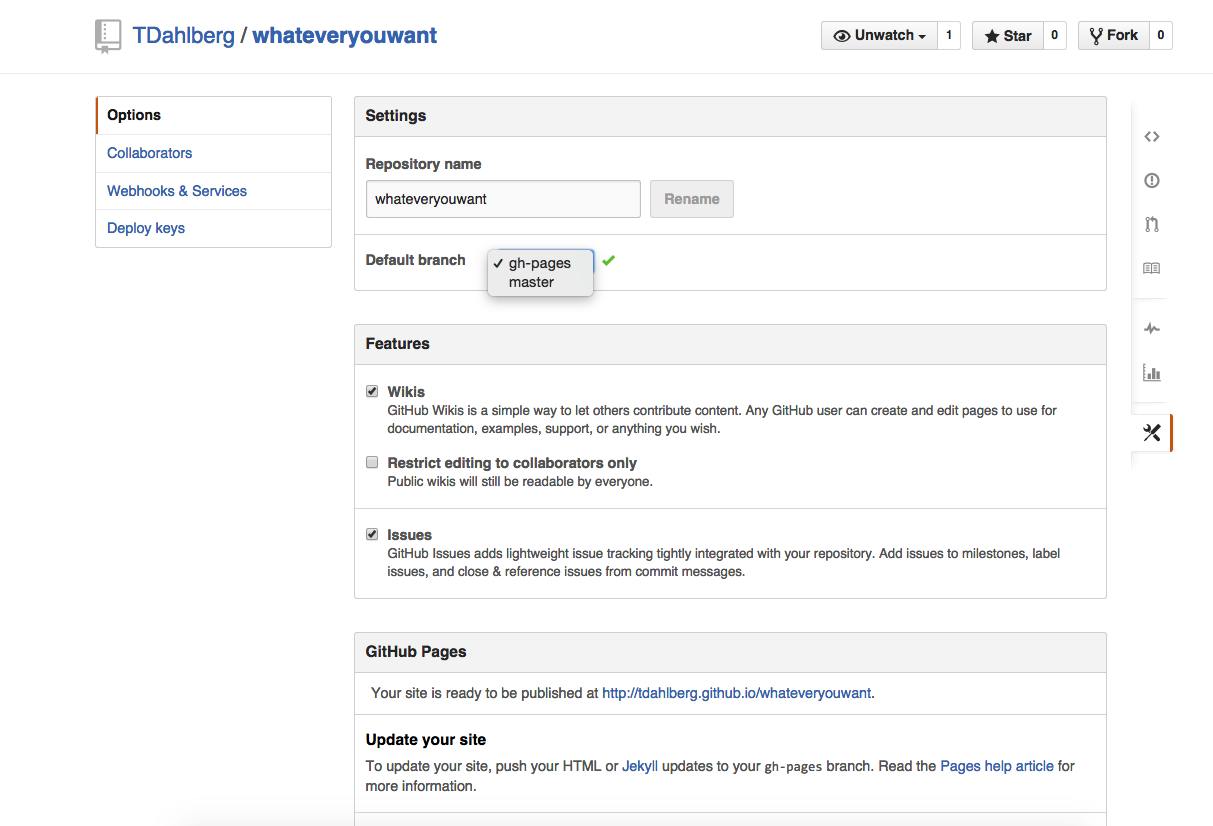 TDahlberg / whateveryouwant
Unwatch 1
Star 0
Fork 0
Options
Collaborators
Webhooks & Services
Deploy keys
Settings
Repository name
whateveryouwant
Rename
Default branch
gh-pages
master
Features
Wikis
GitHub Wikis is a simple way to let others contribute content. Any GitHub user can create and edit pages to use for
documentation, examples, support, or anything you wish.
Restrict editing to collaborators only
Public wikis will still be readable by everyone.
Issues
GitHub Issues adds lightweight issue tracking tightly integrated with your repository. Add issues to milestones, label
issues, and close & reference issues from commit messages.
GitHub Pages
Your site is ready to be published at http://tdahlberg.github.io/whateveryouwant.
Update your site
To update your site, push your HTML or Jekyll updates to your gh-pages branch. Read the Pages help article for
more information.